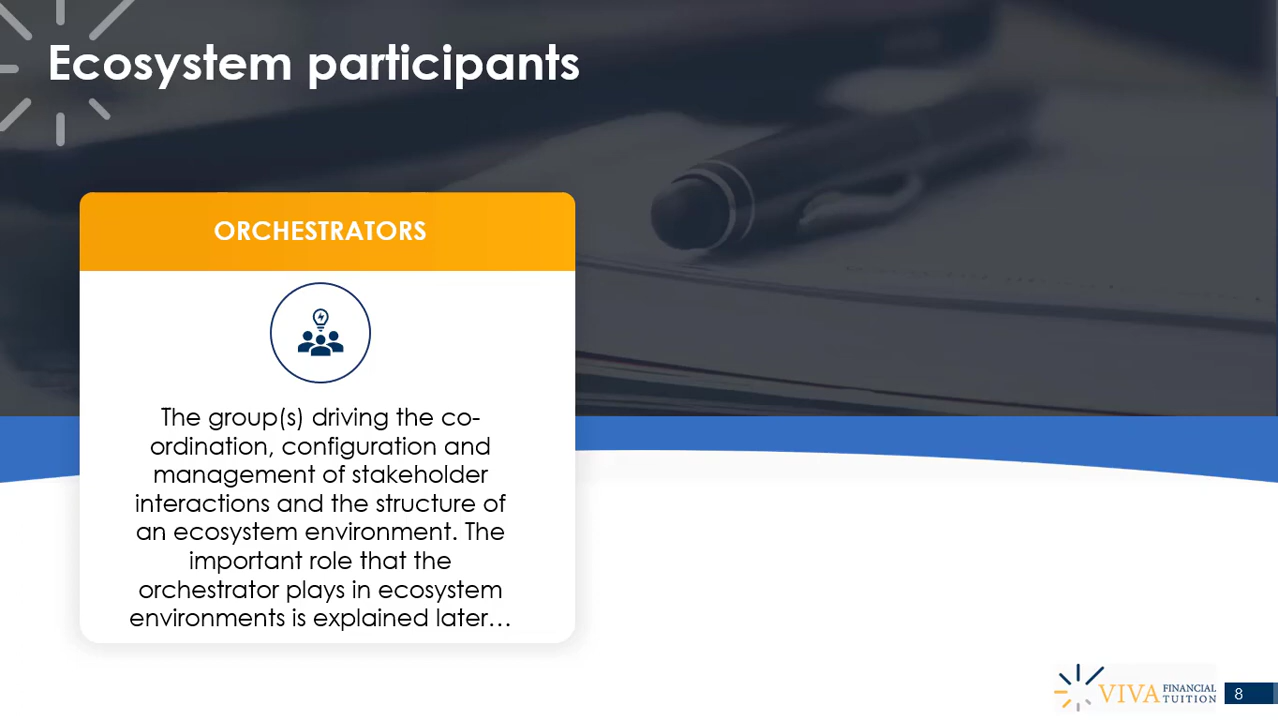 Ecosystem participants
ORCHESTRATORS
The group(s) driving the co-
ordination, configuration and
management of stakeholder
interactions and the structure of
an ecosystem environment. The
important role that the
orchestrator plays in ecosystem
environments is explained later…
VIVA FINANCIAL TUITION
8